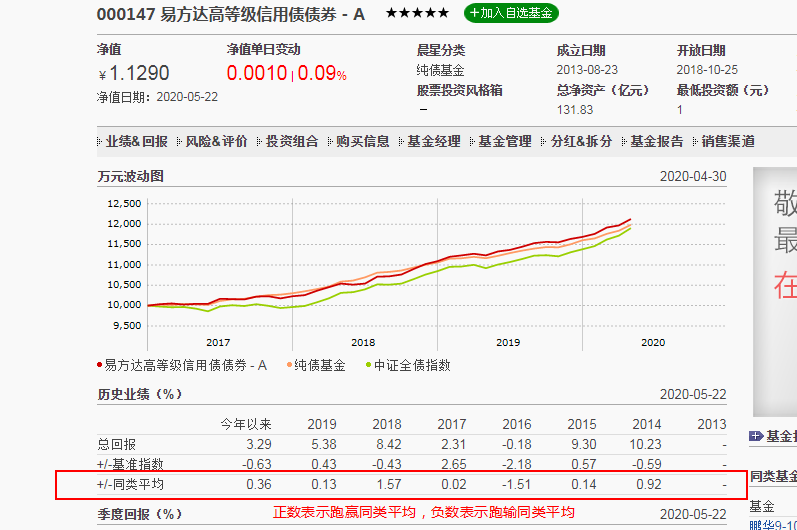 000147 易方达高等级信用债债券 - A ★★★★★ +加入自选基金
净值 净值单日变动 晨星分类 成立日期 开放日期
¥1.1290 0.0010 | 0.09% 纯债基金 2013-08-23 2018-10-25
净值日期：2020-05-22 股票投资风格箱 总净资产（亿元） 最低投资额（元）
- 131.83 1
业绩&回报 风险&评价 投资组合 购买信息 基金经理 基金管理 分红&拆分 基金报告 销售渠道
万元波动图 2020-04-30
12,500
12,000
11,500
11,000
10,500
10,000
9,500
2017 2018 2019 2020
易方达高等级信用债债券 - A 纯债基金 中证全债指数
敬
最
在
历史业绩（%） 2020-05-22
今年以来 2019 2018 2017 2016 2015 2014 2013
总回报 3.29 5.38 8.42 2.31 -0.18 9.30 10.23 -
+/-基准指数 -0.63 0.43 -0.43 2.65 -2.18 0.57 -0.59 -
+/-同类平均 0.36 0.13 1.57 0.02 -1.51 0.14 0.92 -
季度回报（%） 正数表示跑赢同类平均，负数表示跑输同类平均 2020-05-22
基金
同类基金
基金
鹏华9-10